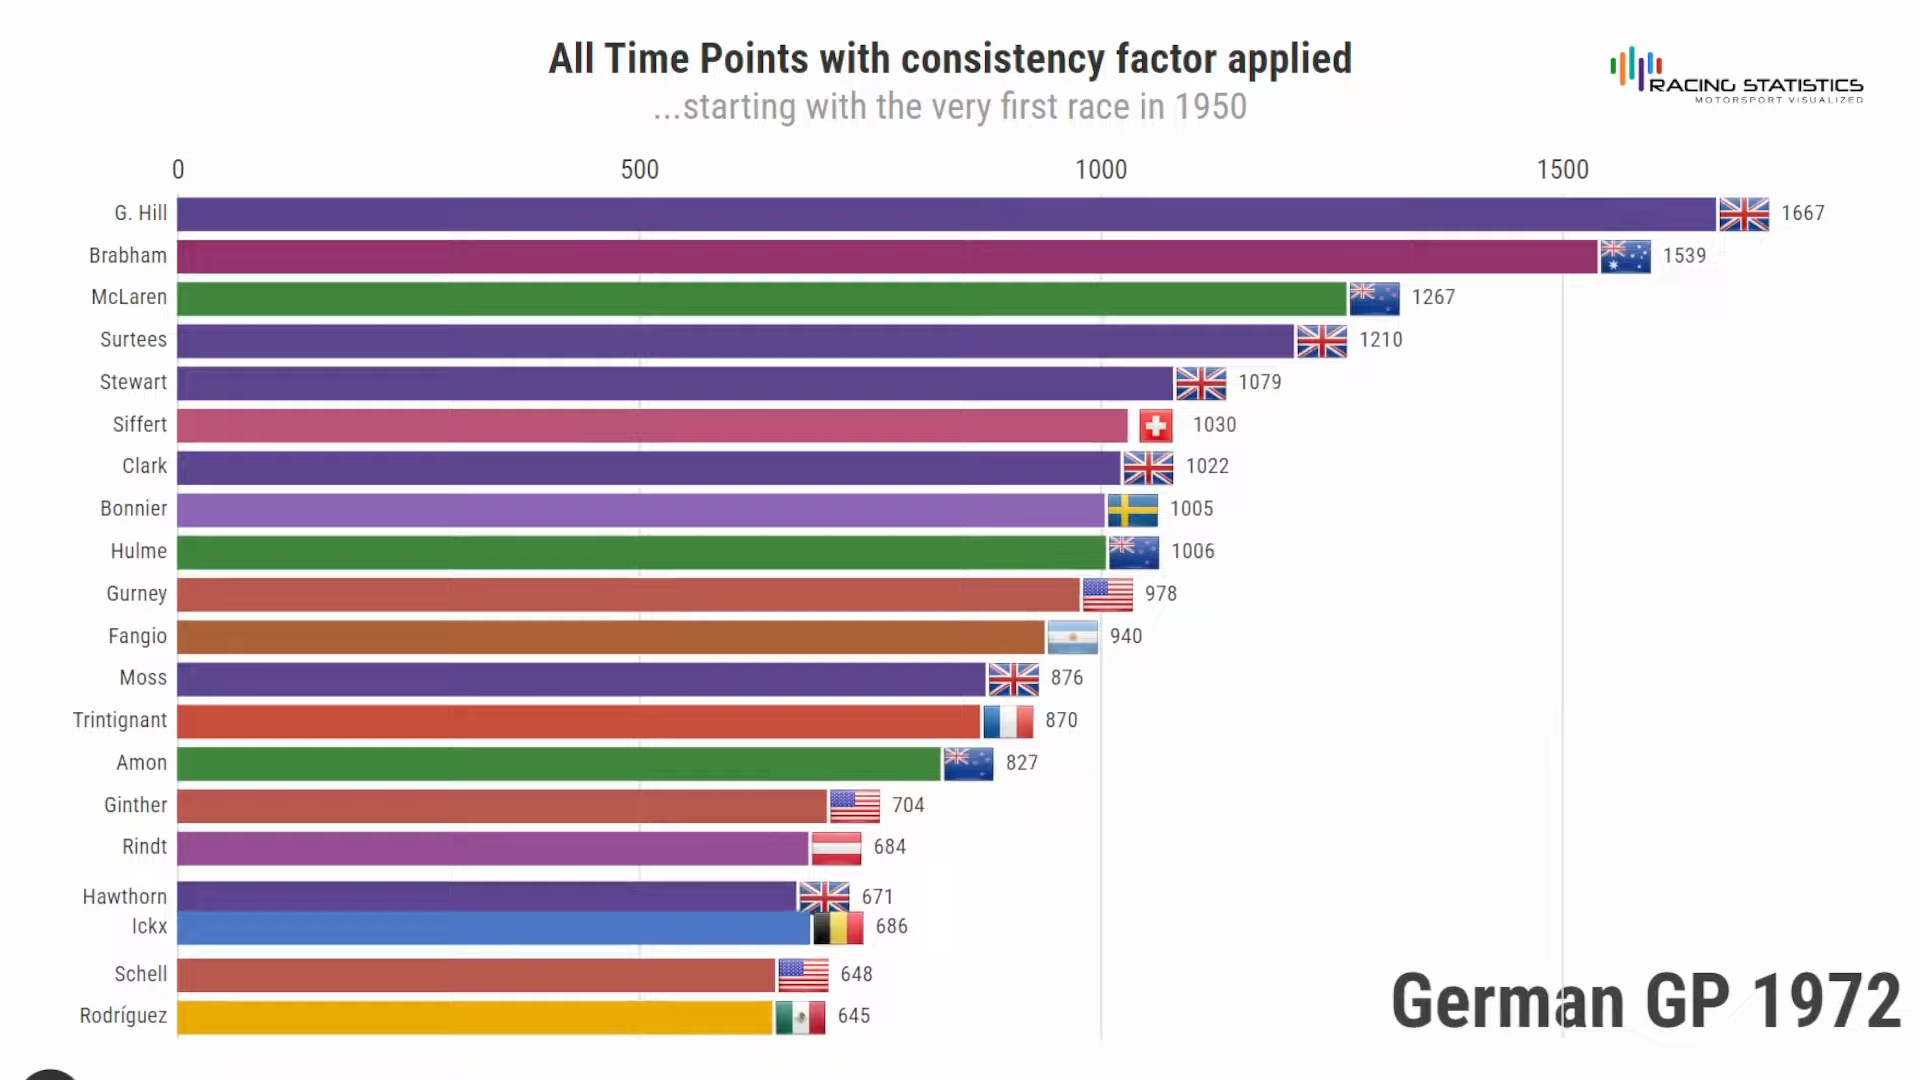 All Time Points with consistency factor applied
...starting with the very first race in 1950
RACING STATISTICS
MOTORSPORT VISUALIZED
0 500 1000 1500
G. Hill 1667
Brabham 1539
McLaren 1267
Surtees 1210
Stewart 1079
Siffert 1030
Clark 1022
Bonnier 1005
Hulme 1006
Gurney 978
Fangio 940
Moss 876
Trintignant 870
Amon 827
Ginther 704
Rindt 684
Hawthorn 671
Ickx 686
Schell 648
Rodríguez 645
German GP 1972